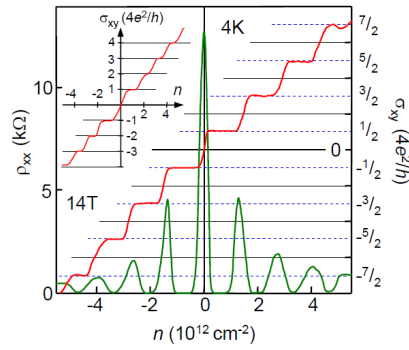 σxy (4e²/h)
4
3
2
1
-4 -2 2 4 n
-1
-2
-3
4K
14T
10
5
0
ρxx (kΩ)
7/2
5/2
3/2
1/2
0
-1/2
-3/2
-5/2
-7/2
σxy (4e²/h)
-4 -2 0 2 4
n (10¹² cm⁻²)